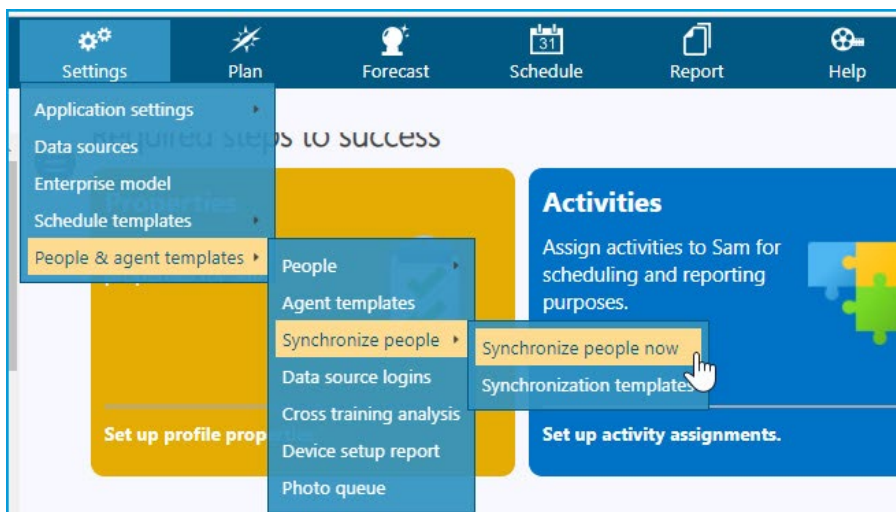 Settings
Plan
Forecast
31
Schedule
Report
Help
Required steps to success
Application settings
Data sources
Enterprise model
Schedule templates
People & agent templates
Properties
People
Agent templates
Synchronize people
Data source logins
Cross training analysis
Device setup report
Photo queue
Synchronize people now
Synchronization templates
Set up profile
Activities
Assign activities to Sam for
scheduling and reporting
purposes.
Set up activity assignments.